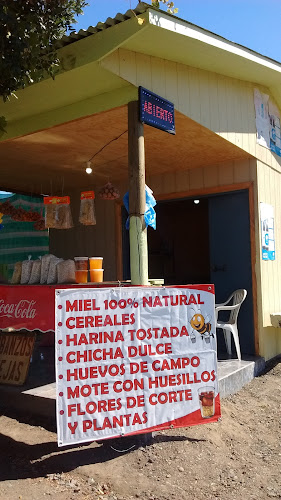 ABIERTO
Coca-Cola
MIEL 100% NATURAL
CEREALES
HARINA TOSTADA
CHICHA DULCE
HUEVOS DE CAMPO
MOTE CON HUESILLOS
FLORES DE CORTE
Y PLANTAS